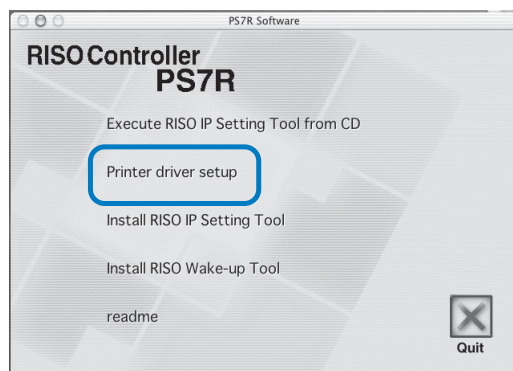 PS7R Software
RISO Controller
PS7R
Execute RISO IP Setting Tool from CD
Printer driver setup
Install RISO IP Setting Tool
Install RISO Wake-up Tool
readme
Quit